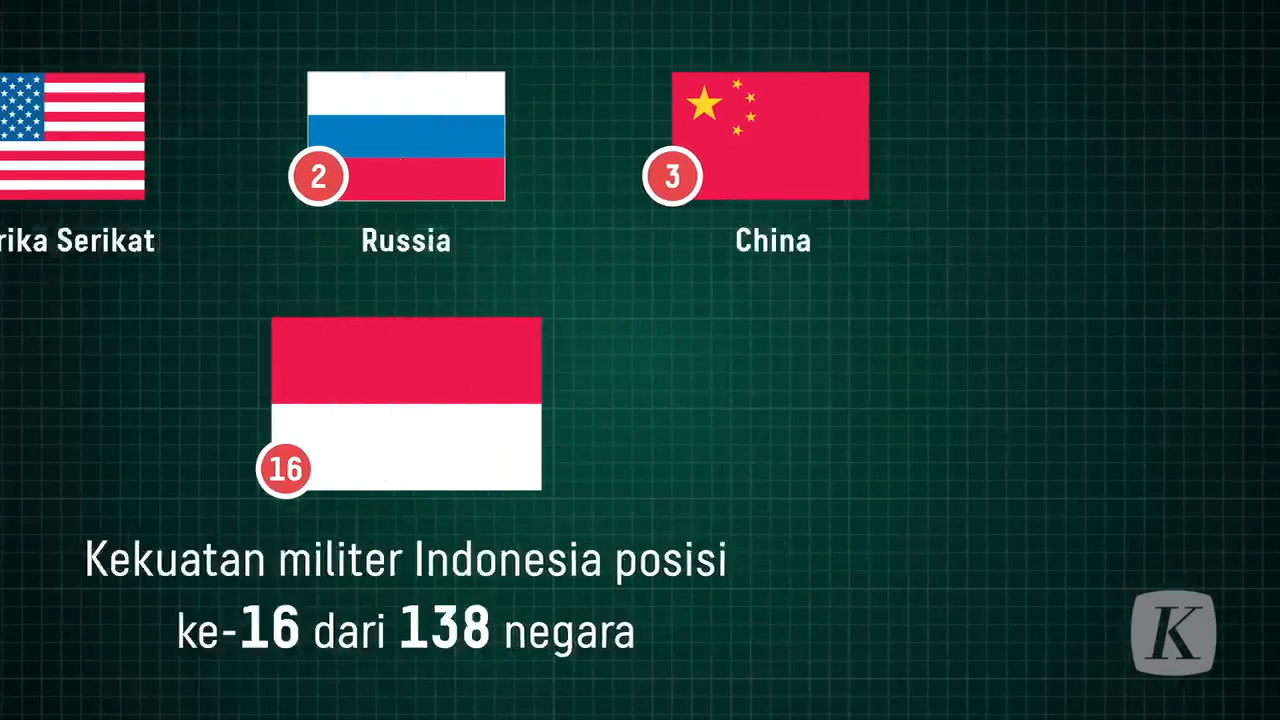 2
3
rika Serikat
Russia
China
16
Kekuatan militer Indonesia posisi
ke-16 dari 138 negara
K